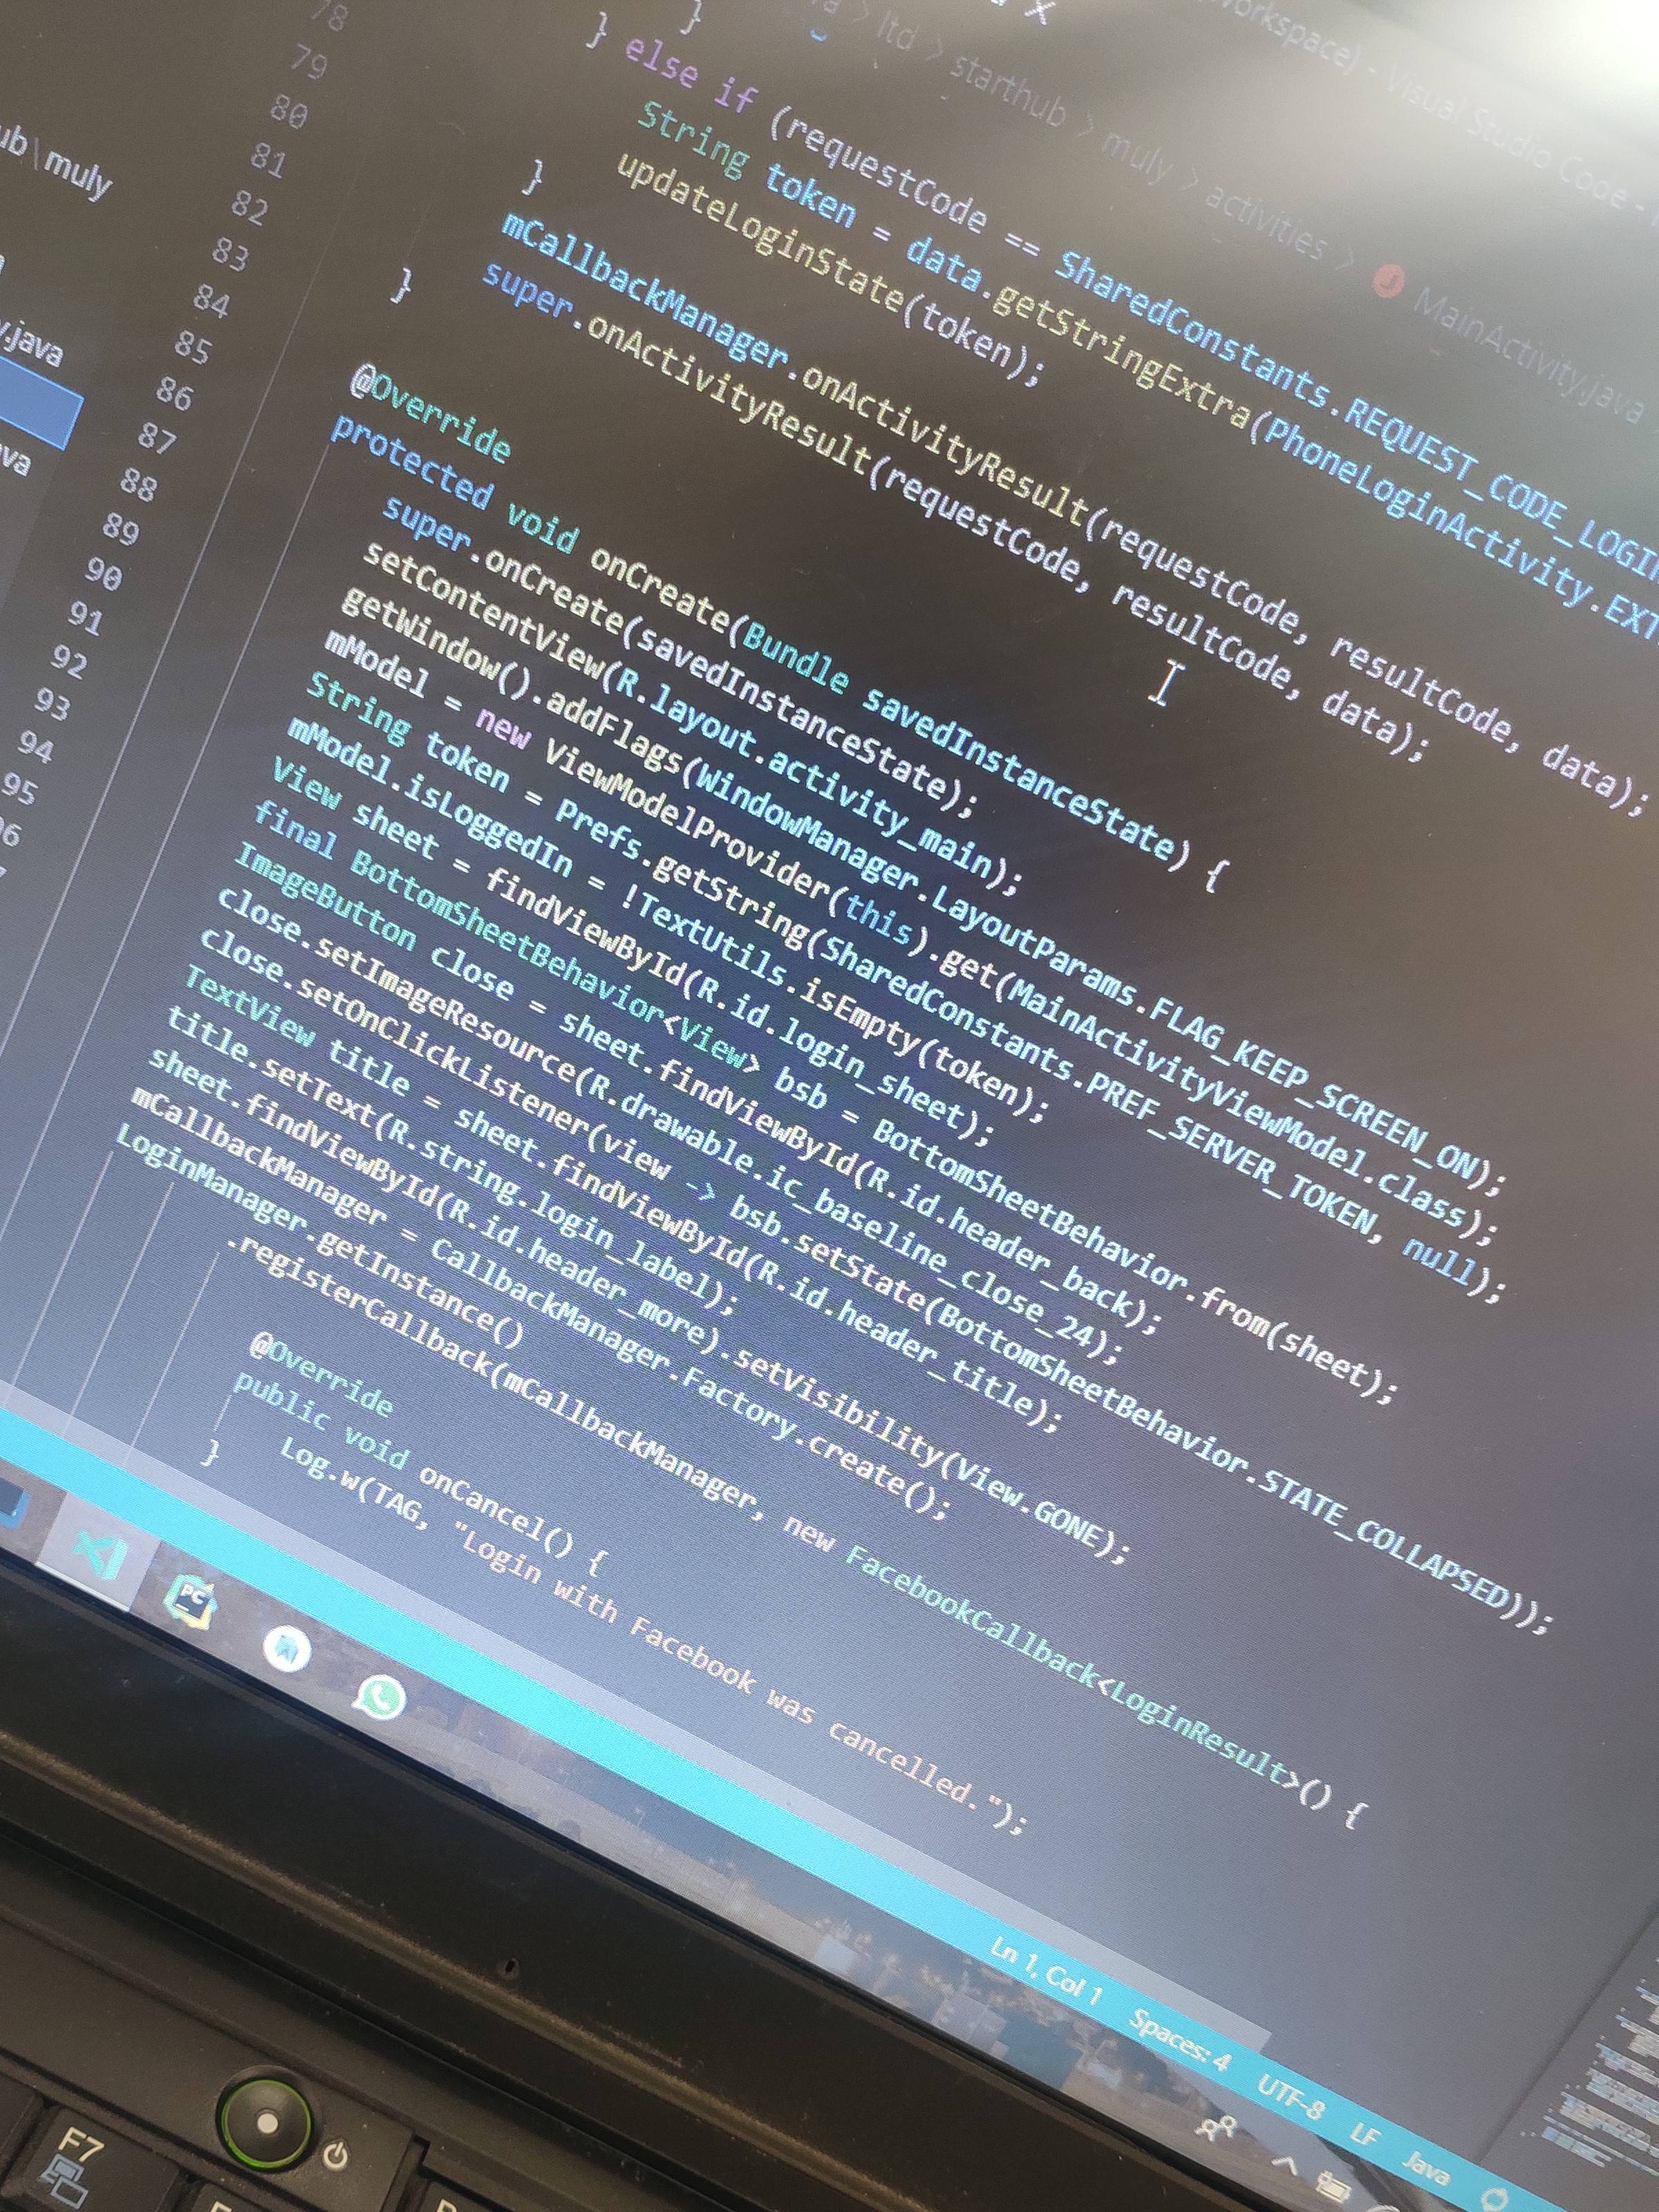 orkspace) - Visual Studio Code -
ltd > starthub > muly > activities > MainActivity.java
ub\muly
y.java
ava
78
79
80
81
82
83
84
85
86
87
88
89
90
91
92
93
94
95
96
}
} else if (requestCode == SharedConstants.REQUEST_CODE_LOGI
String token = data.getStringExtra(PhoneLoginActivity.EXT
updateLoginState(token);
}
mCallbackManager.onActivityResult(requestCode, resultCode, data);
super.onActivityResult(requestCode, resultCode, data);
}
@Override
protected void onCreate(Bundle savedInstanceState) {
super.onCreate(savedInstanceState);
setContentView(R.layout.activity_main);
getWindow().addFlags(WindowManager.LayoutParams.FLAG_KEEP_SCREEN_ON);
mModel = new ViewModelProvider(this).get(MainActivityViewModel.class);
String token = Prefs.getString(SharedConstants.PREF_SERVER_TOKEN, null);
mModel.isLoggedIn = !TextUtils.isEmpty(token);
View sheet = findViewById(R.id.login_sheet);
final BottomSheetBehavior<View> bsb = BottomSheetBehavior.from(sheet);
ImageButton close = sheet.findViewById(R.id.header_back);
close.setImageResource(R.drawable.ic_baseline_close_24);
close.setOnClickListener(view -> bsb.setState(BottomSheetBehavior.STATE_COLLAPSED));
TextView title = sheet.findViewById(R.id.header_title);
title.setText(R.string.login_label);
sheet.findViewById(R.id.header_more).setVisibility(View.GONE);
mCallbackManager = CallbackManager.Factory.create();
LoginManager.getInstance()
.registerCallback(mCallbackManager, new FacebookCallback<LoginResult>() {
@Override
public void onCancel() {
Log.w(TAG, "Login with Facebook was cancelled.");
}
Ln 1, Col 1 Spaces: 4 UTF-8 LF Java
PC
F7